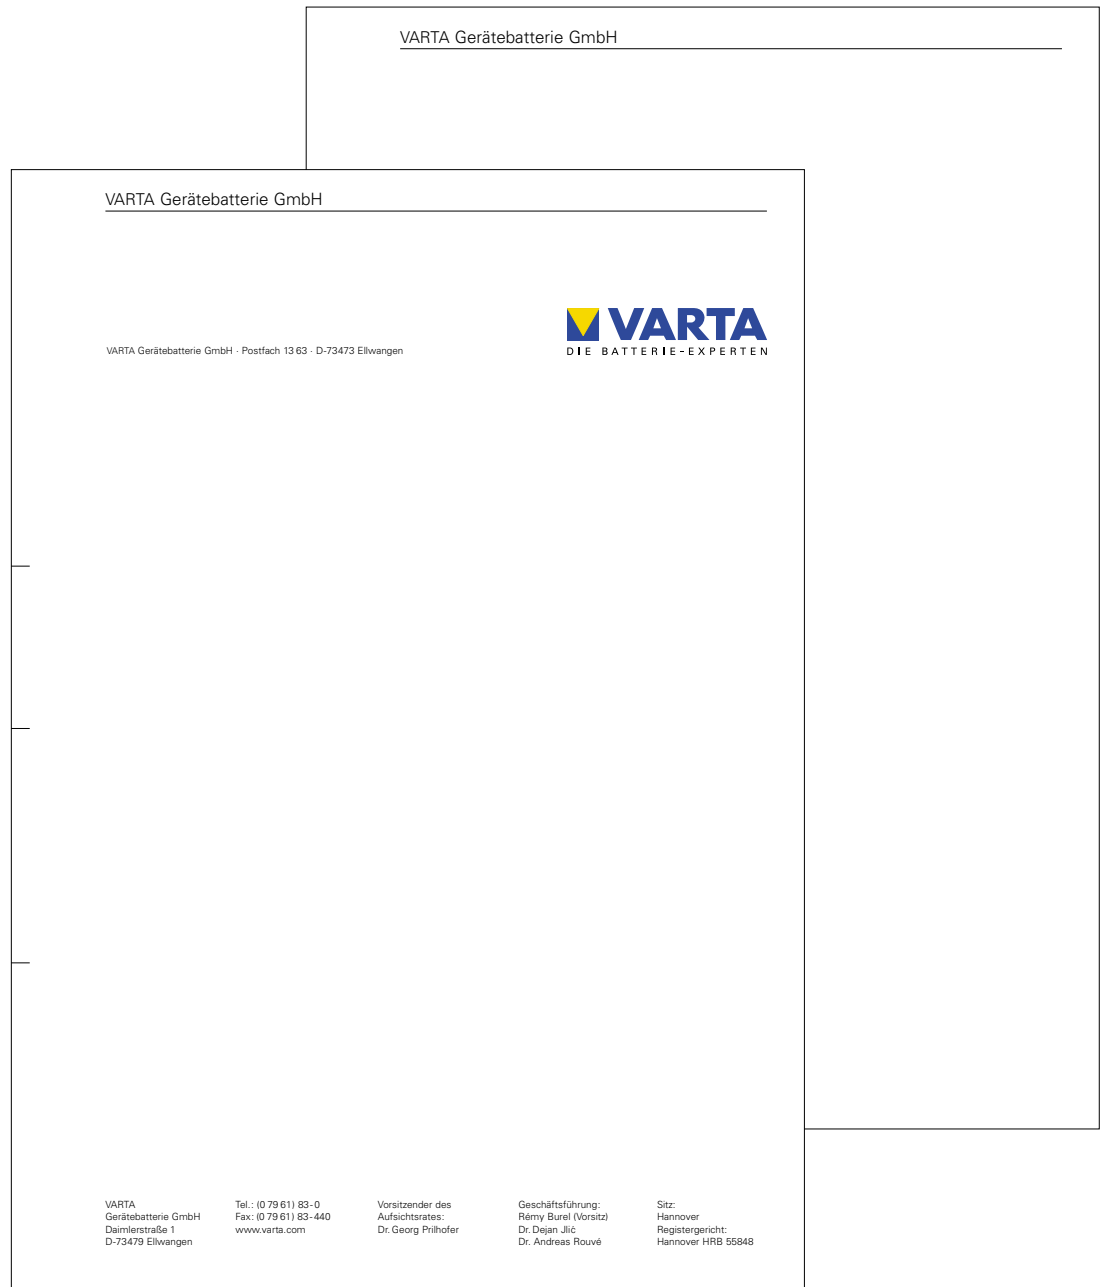 VARTA Gerätebatterie GmbH
VARTA Gerätebatterie GmbH
VARTA
DIE BATTERIE-EXPERTEN
VARTA Gerätebatterie GmbH · Postfach 13 63 · D-73473 Ellwangen
VARTA
Gerätebatterie GmbH
Daimlerstraße 1
D-73479 Ellwangen
Tel.: (0 79 61) 83-0
Fax: (0 79 61) 83-440
www.varta.com
Vorsitzender des
Aufsichtsrates:
Dr. Georg Prilhofer
Geschäftsführung:
Rémy Burel (Vorsitz)
Dr. Dejan Jlić
Dr. Andreas Rouvé
Sitz:
Hannover
Registergericht:
Hannover HRB 55848